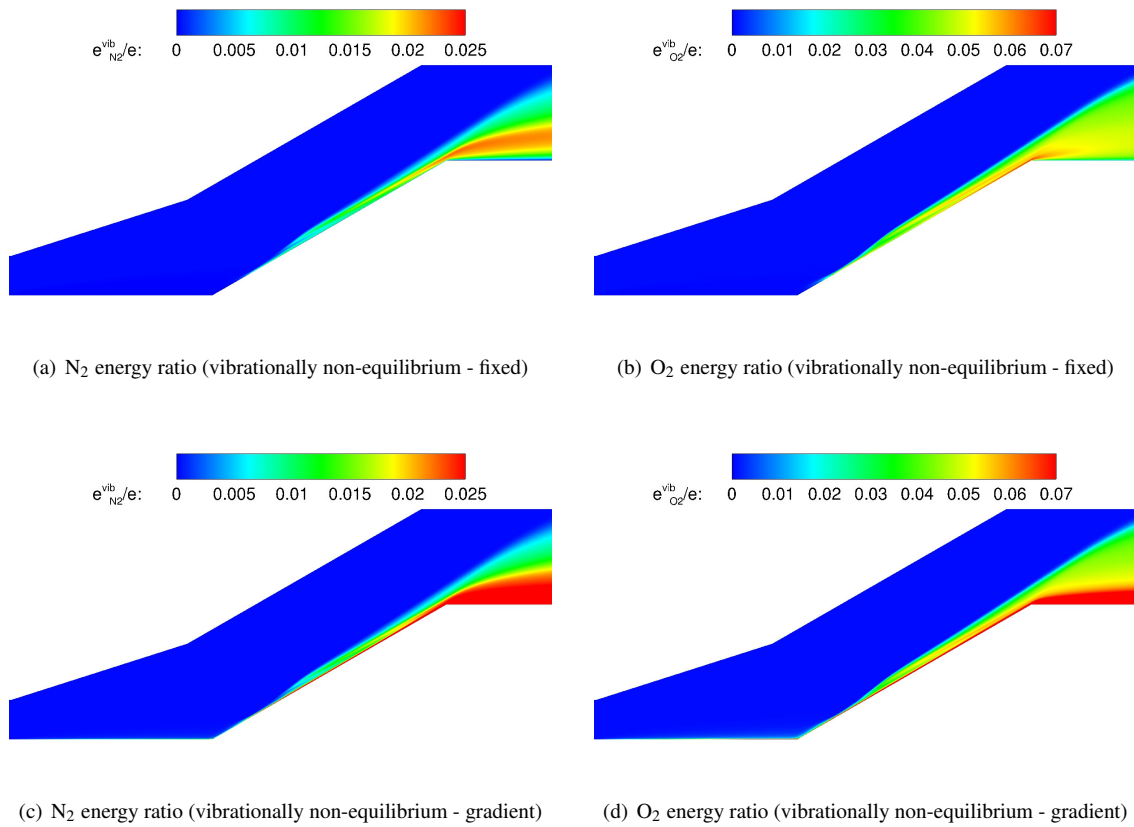 e^vib_N2/e: 0 0.005 0.01 0.015 0.02 0.025
e^vib_O2/e: 0 0.01 0.02 0.03 0.04 0.05 0.06 0.07
(a) N₂ energy ratio (vibrationally non-equilibrium - fixed)
(b) O₂ energy ratio (vibrationally non-equilibrium - fixed)
e^vib_N2/e: 0 0.005 0.01 0.015 0.02 0.025
e^vib_O2/e: 0 0.01 0.02 0.03 0.04 0.05 0.06 0.07
(c) N₂ energy ratio (vibrationally non-equilibrium - gradient)
(d) O₂ energy ratio (vibrationally non-equilibrium - gradient)